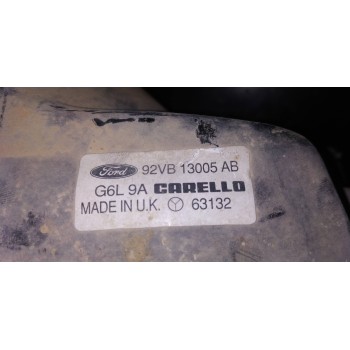 Ford 92VB 13005 AB
G6L 9A CARELLO
MADE IN U.K. 63132